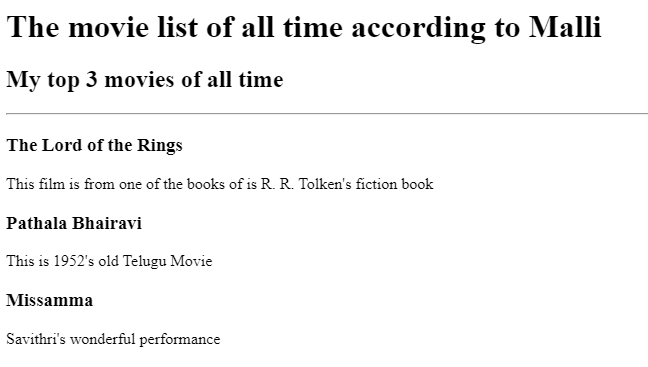 The movie list of all time according to Malli
My top 3 movies of all time
The Lord of the Rings
This film is from one of the books of is R. R. Tolken's fiction book
Pathala Bhairavi
This is 1952's old Telugu Movie
Missamma
Savithri's wonderful performance